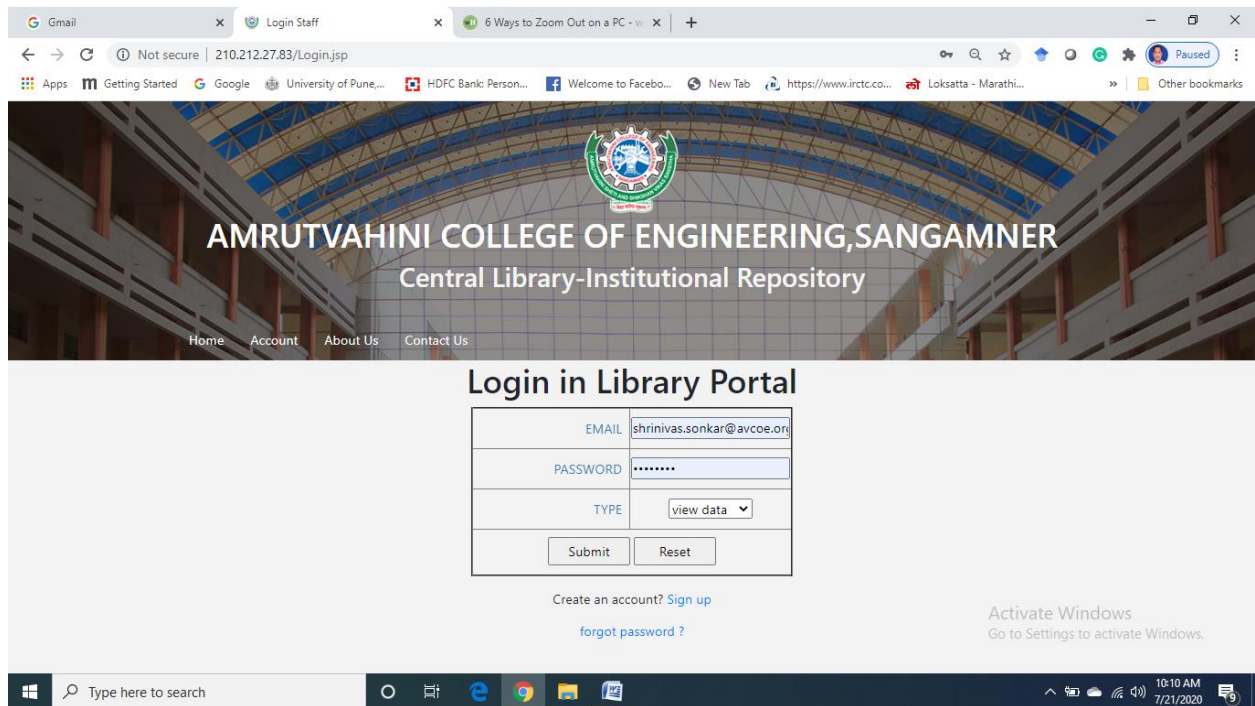 Gmail
Login Staff
6 Ways to Zoom Out on a PC - w
Not secure | 210.212.27.83/Login.jsp
Paused
Apps
Getting Started
Google
University of Pune,...
HDFC Bank: Person...
Welcome to Facebo...
New Tab
https://www.irctc.co...
Loksatta - Marathi...
»
Other bookmarks
AMRUTVAHINI COLLEGE OF ENGINEERING,SANGAMNER
Central Library-Institutional Repository
Home Account About Us Contact Us
Login in Library Portal
EMAIL shrinivas.sonkar@avcoe.org
PASSWORD ••••••••
TYPE view data
Submit Reset
Create an account? Sign up
forgot password ?
Activate Windows
Go to Settings to activate Windows.
Type here to search
10:10 AM
7/21/2020
9